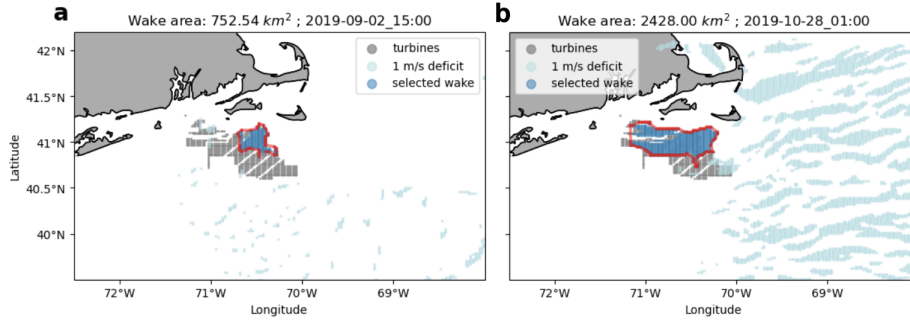 a
Wake area: 752.54 km² ; 2019-09-02_15:00
42°N
41.5°N
41°N
40.5°N
40°N
Latitude
turbines
1 m/s deficit
selected wake
72°W
71°W
70°W
69°W
Longitude
b
Wake area: 2428.00 km² ; 2019-10-28_01:00
turbines
1 m/s deficit
selected wake
72°W
71°W
70°W
69°W
Longitude